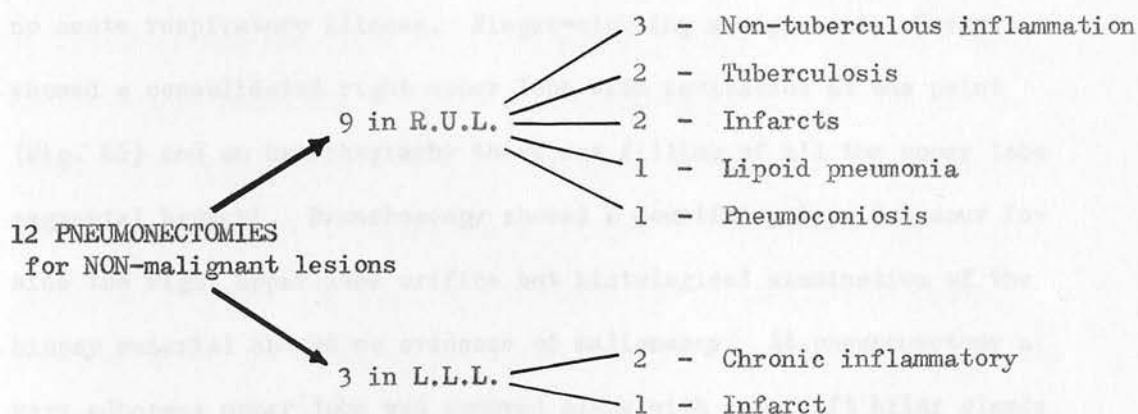 3 - Non-tuberculous inflammation
2 - Tuberculosis
9 in R.U.L.
2 - Infarcts
1 - Lipoid pneumonia
1 - Pneumoconiosis
12 PNEUMONECTOMIES
for NON-malignant lesions
2 - Chronic inflammatory
3 in L.L.L.
1 - Infarct